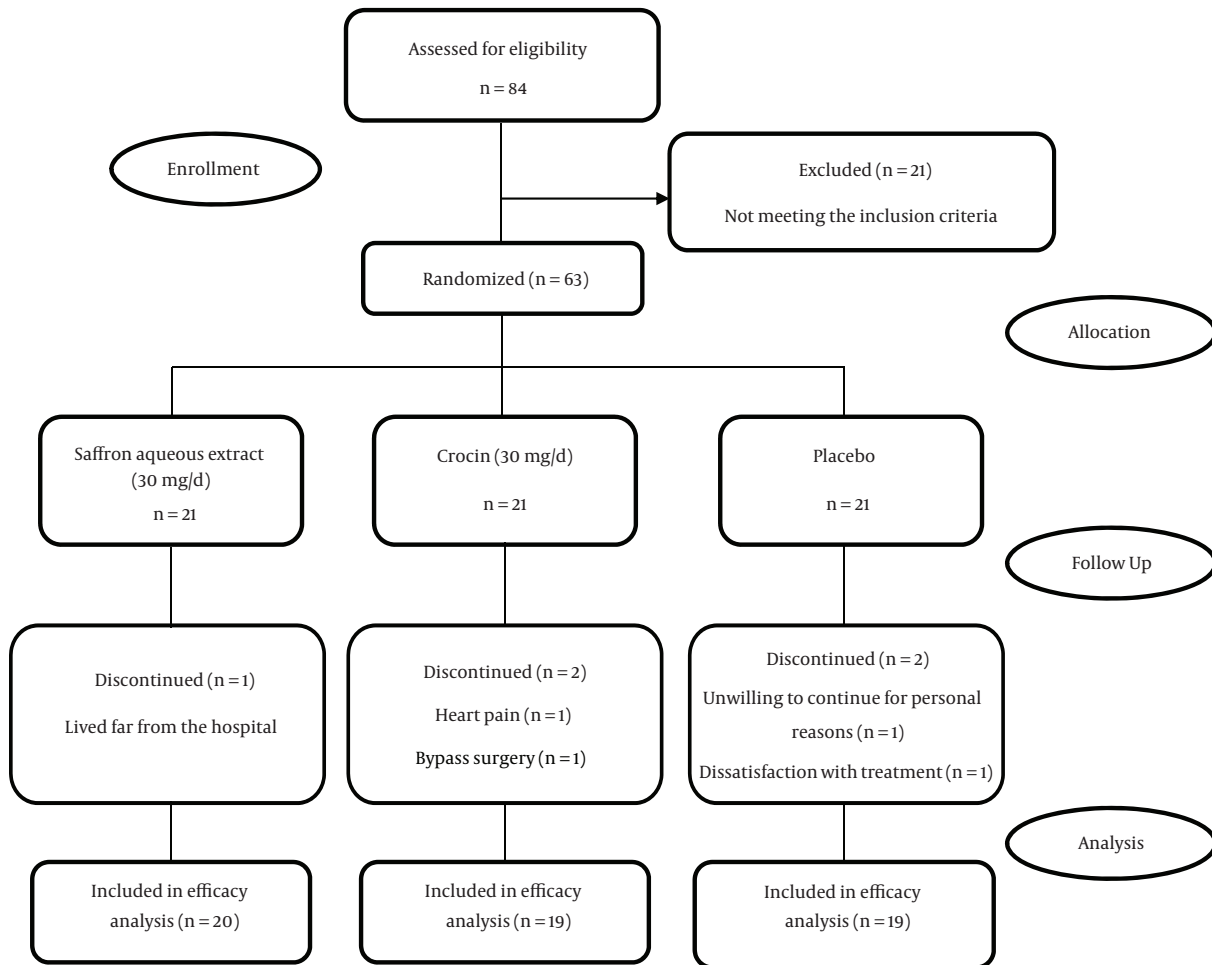 Assessed for eligibility
n = 84
Enrollment
Excluded (n = 21)
Not meeting the inclusion criteria
Randomized (n = 63)
Allocation
Saffron aqueous extract
(30 mg/d)
n = 21
Crocin (30 mg/d)
n = 21
Placebo
n = 21
Follow Up
Discontinued (n = 1)
Lived far from the hospital
Discontinued (n = 2)
Heart pain (n = 1)
Bypass surgery (n = 1)
Discontinued (n = 2)
Unwilling to continue for personal
reasons (n = 1)
Dissatisfaction with treatment (n = 1)
Analysis
Included in efficacy
analysis (n = 20)
Included in efficacy
analysis (n = 19)
Included in efficacy
analysis (n = 19)